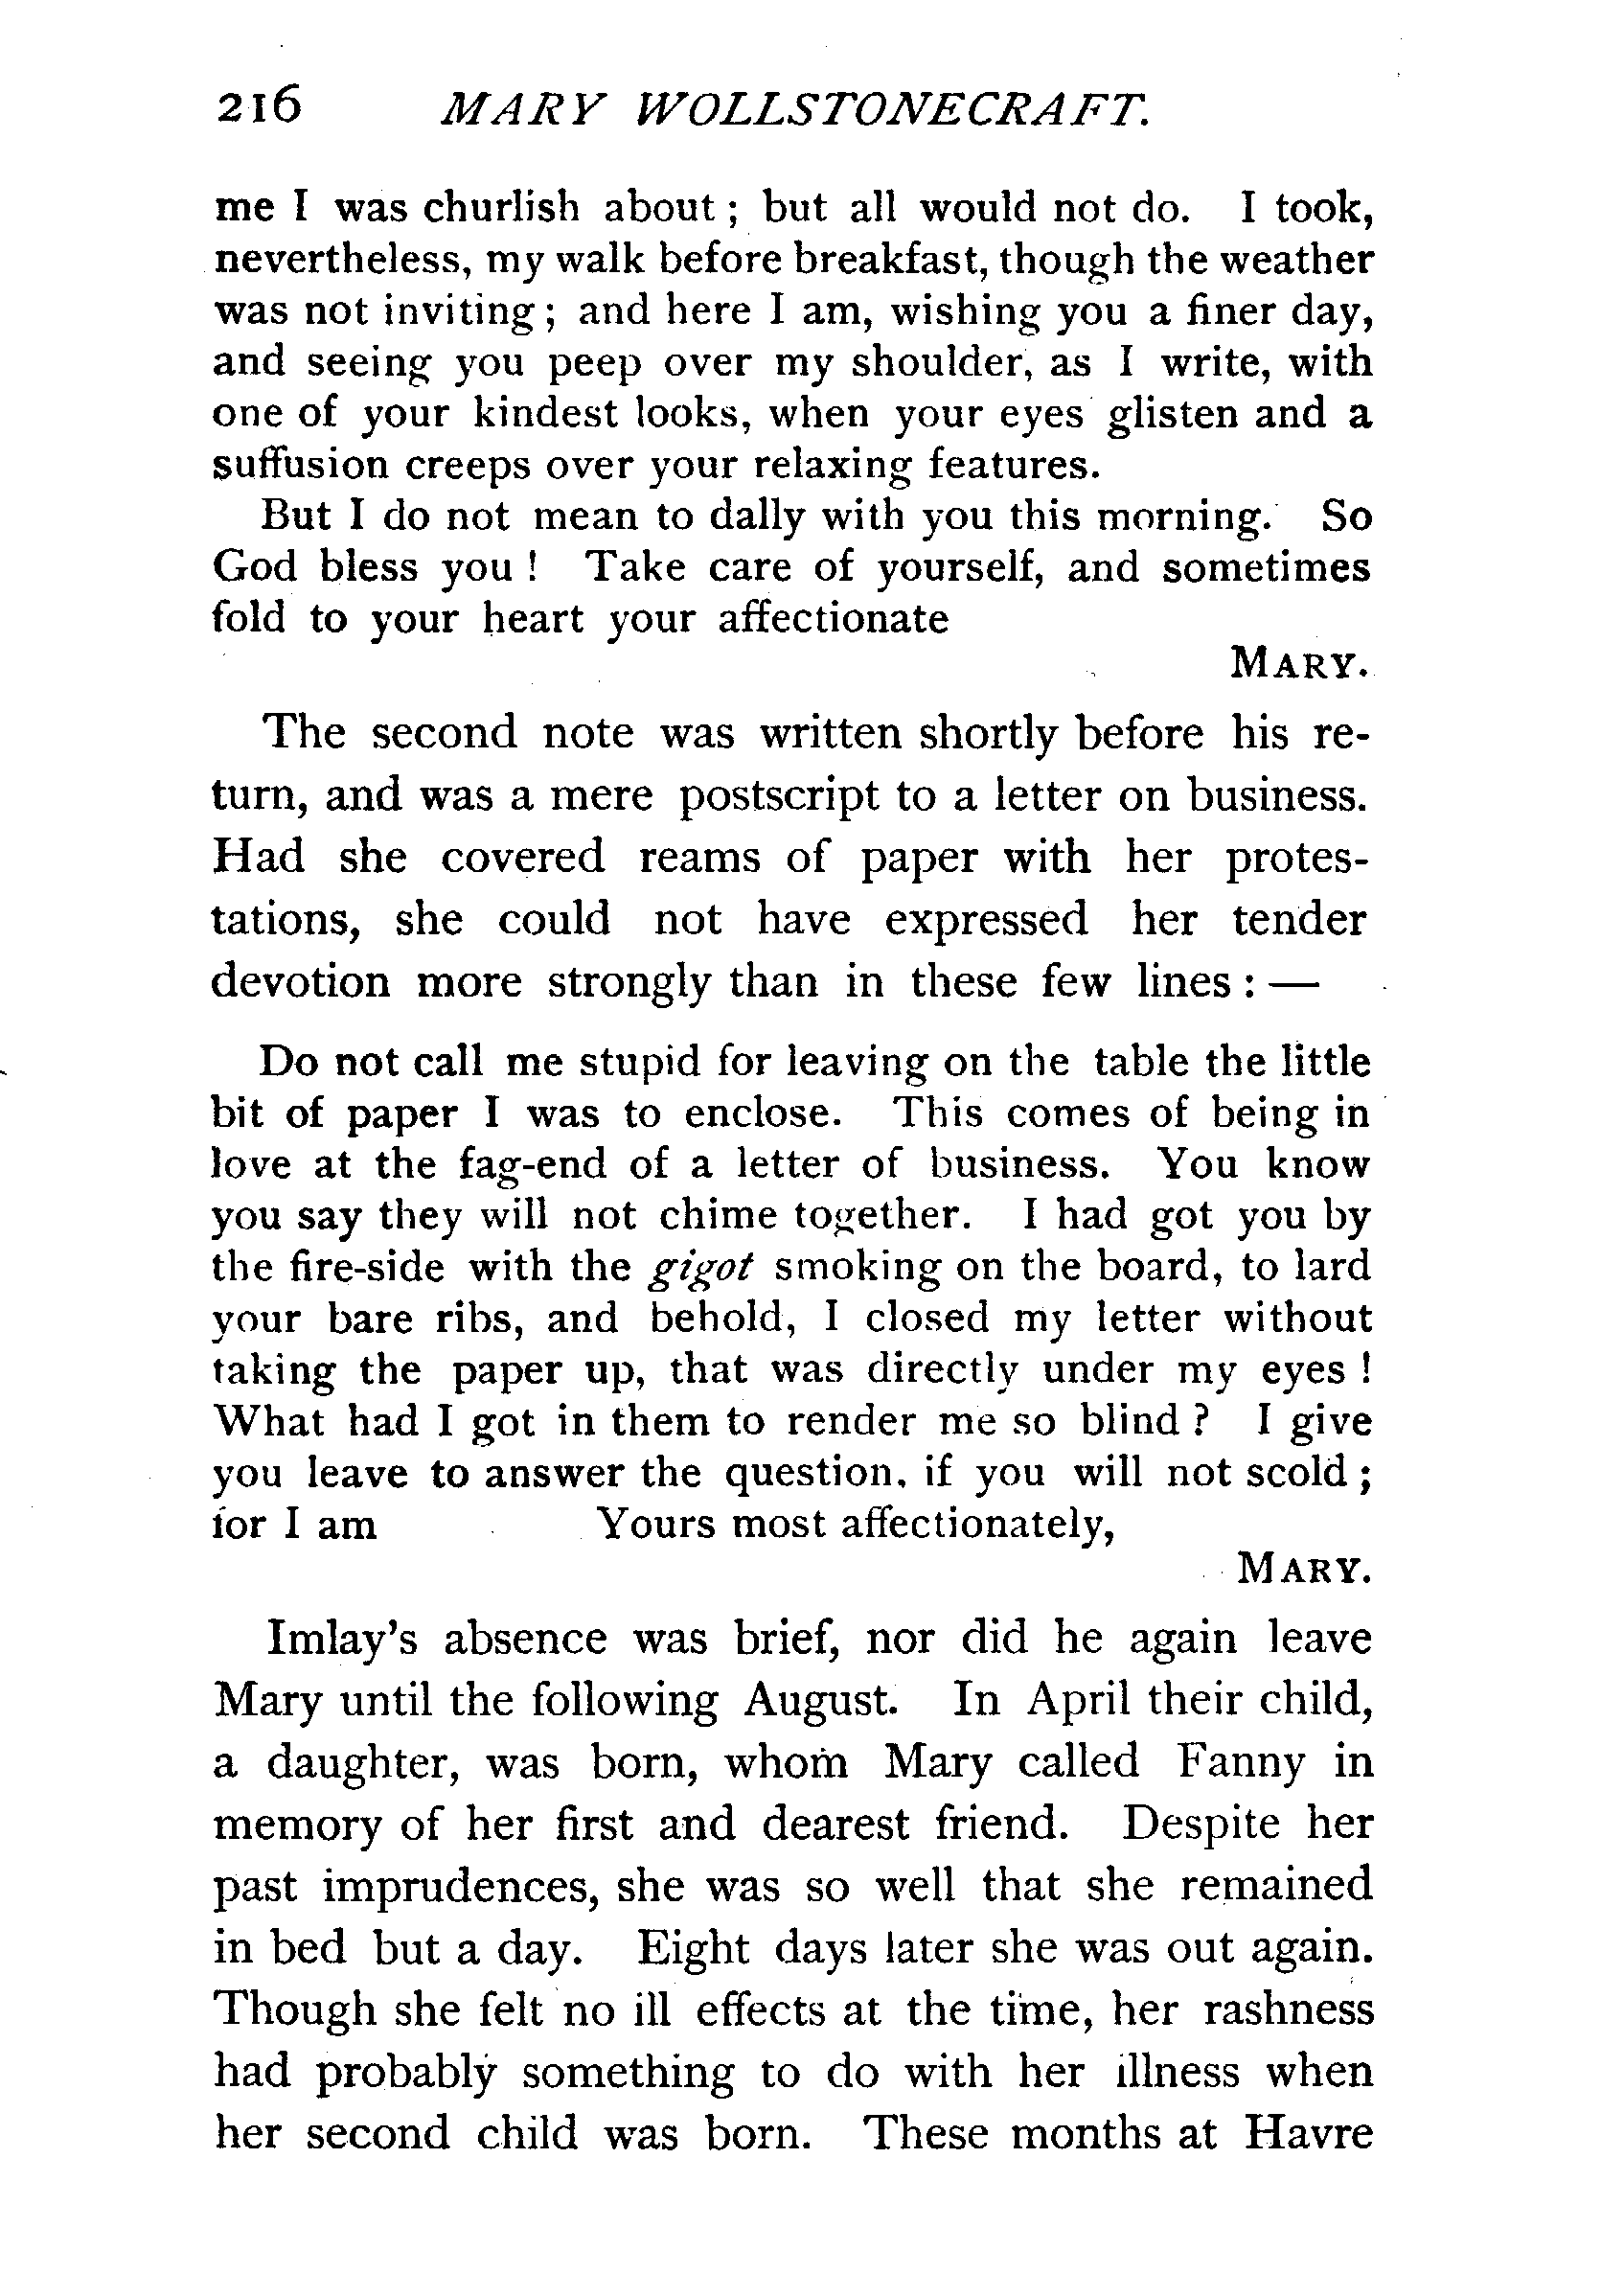 216 MARY WOLLSTONECRAFT.
me I was churlish about ; but all would not do. I took,
nevertheless, my walk before breakfast, though the weather
was not inviting ; and here I am, wishing you a finer day,
and seeing you peep over my shoulder, as I write, with
one of your kindest looks, when your eyes glisten and a
suffusion creeps over your relaxing features.
But I do not mean to dally with you this morning. So
God bless you ! Take care of yourself, and sometimes
fold to your heart your affectionate
MARY.
The second note was written shortly before his re-
turn, and was a mere postscript to a letter on business.
Had she covered reams of paper with her protes-
tations, she could not have expressed her tender
devotion more strongly than in these few lines : —
Do not call me stupid for leaving on the table the little
bit of paper I was to enclose. This comes of being in
love at the fag-end of a letter of business. You know
you say they will not chime together. I had got you by
the fire-side with the gigot smoking on the board, to lard
your bare ribs, and behold, I closed my letter without
taking the paper up, that was directly under my eyes !
What had I got in them to render me so blind ? I give
you leave to answer the question, if you will not scold ;
for I am Yours most affectionately,
MARY.
Imlay's absence was brief, nor did he again leave
Mary until the following August. In April their child,
a daughter, was born, whom Mary called Fanny in
memory of her first and dearest friend. Despite her
past imprudences, she was so well that she remained
in bed but a day. Eight days later she was out again.
Though she felt no ill effects at the time, her rashness
had probably something to do with her illness when
her second child was born. These months at Havre